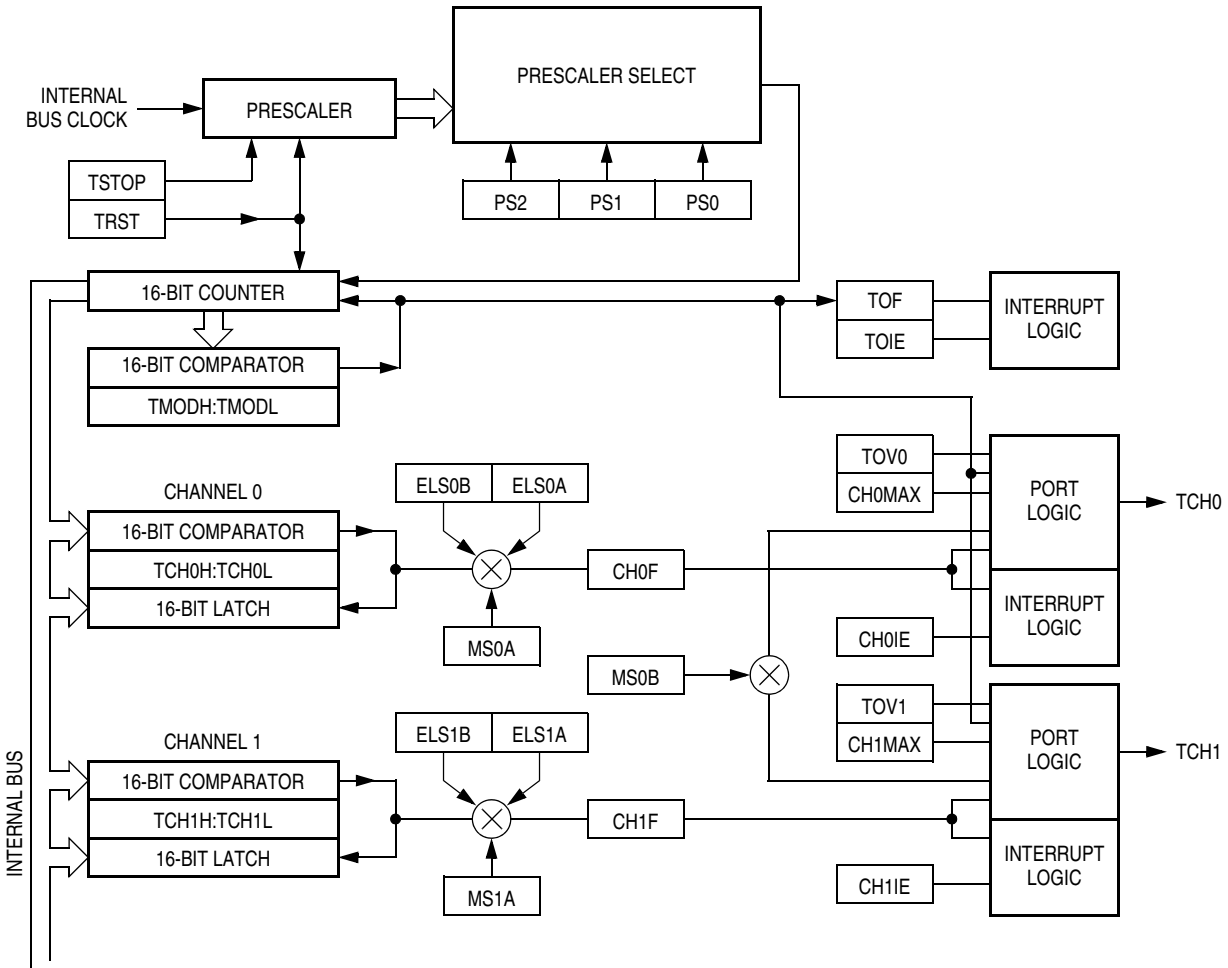 PRESCALER SELECT
INTERNAL
BUS CLOCK
PRESCALER
TSTOP
TRST
PS2
PS1
PS0
16-BIT COUNTER
16-BIT COMPARATOR
TMODH:TMODL
TOF
TOIE
INTERRUPT
LOGIC
CHANNEL 0
16-BIT COMPARATOR
TCH0H:TCH0L
16-BIT LATCH
ELS0B
ELS0A
MS0A
CH0F
TOV0
CH0MAX
PORT
LOGIC
TCH0
INTERRUPT
LOGIC
CH0IE
MS0B
CHANNEL 1
16-BIT COMPARATOR
TCH1H:TCH1L
16-BIT LATCH
ELS1B
ELS1A
MS1A
CH1F
TOV1
CH1MAX
PORT
LOGIC
TCH1
INTERRUPT
LOGIC
CH1IE
INTERNAL BUS